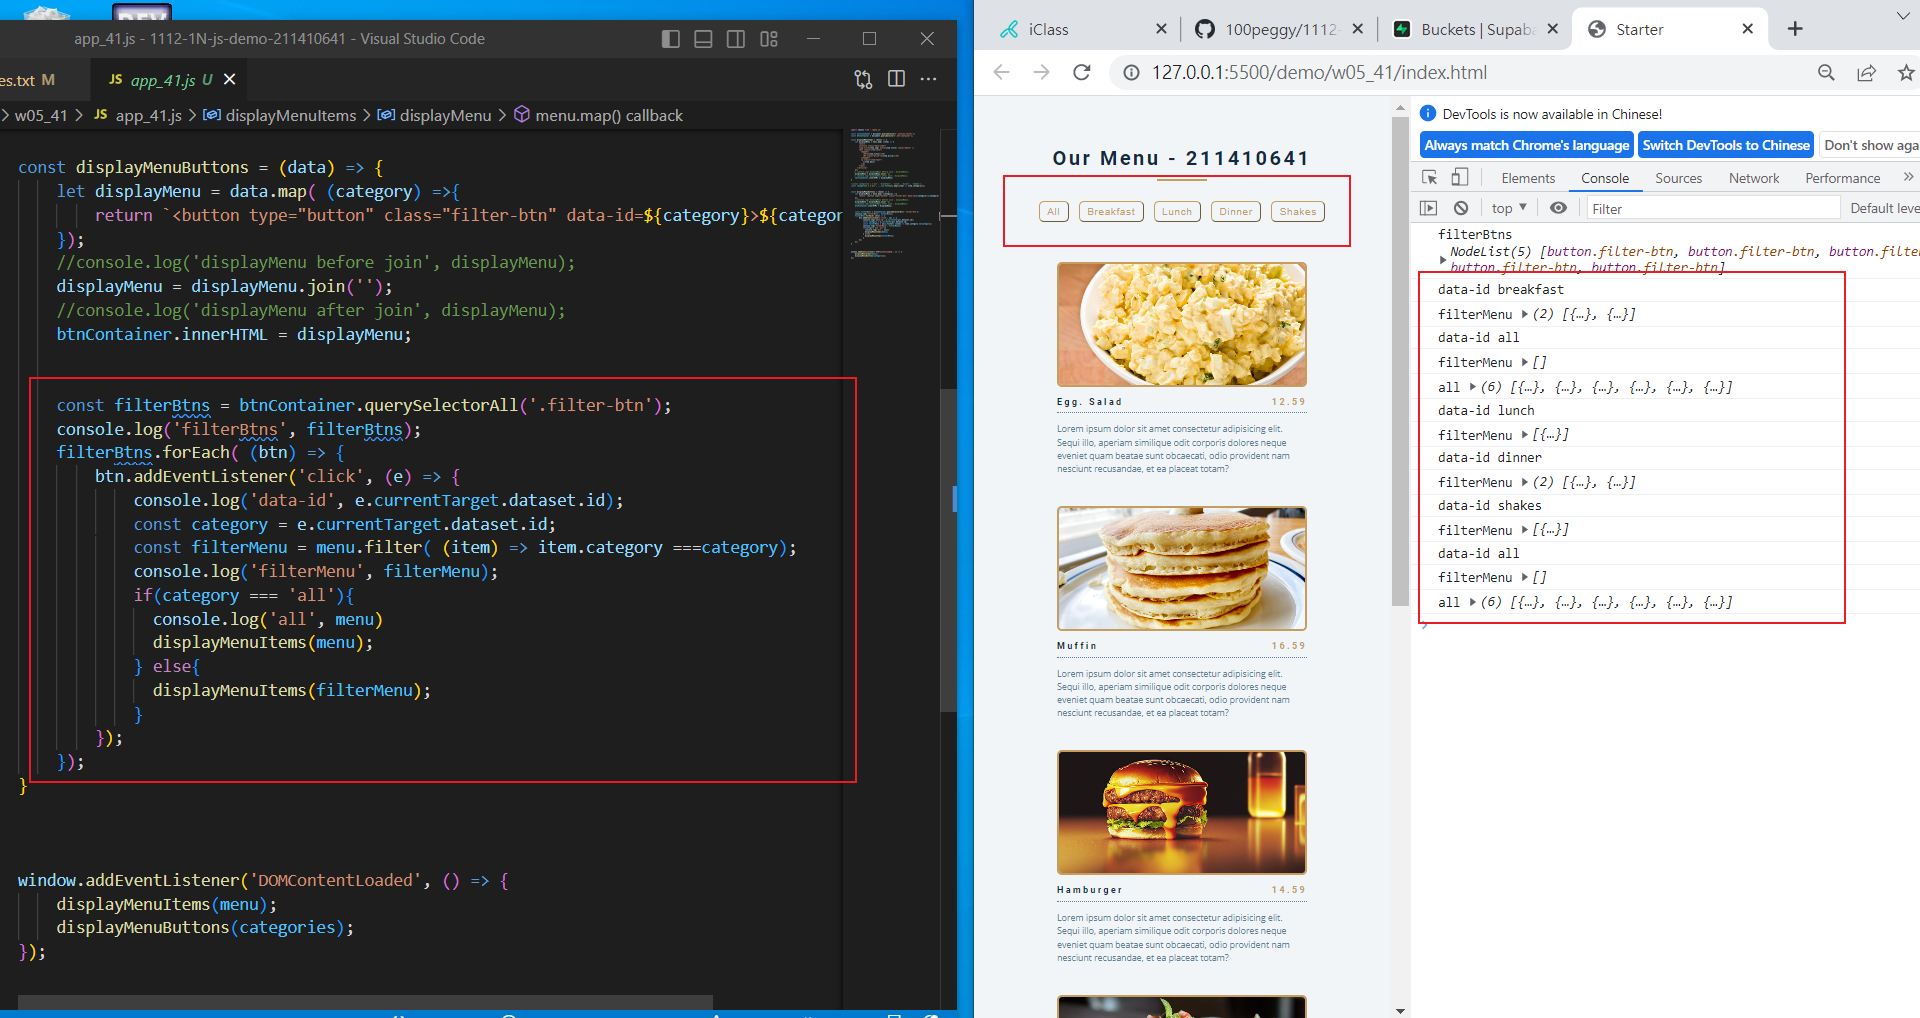 app_41.js - 1112-1N-js-demo-211410641 - Visual Studio Code
es.txt M
JS app_41.js U
w05_41 > JS app_41.js > displayMenuItems > displayMenu > menu.map() callback
const displayMenuButtons = (data) => {
let displayMenu = data.map( (category) =>{
return `<button type="button" class="filter-btn" data-id=${category}>${categor
});
//console.log('displayMenu before join', displayMenu);
displayMenu = displayMenu.join('');
//console.log('displayMenu after join', displayMenu);
btnContainer.innerHTML = displayMenu;
const filterBtns = btnContainer.querySelectorAll('.filter-btn');
console.log('filterBtns', filterBtns);
filterBtns.forEach( (btn) => {
btn.addEventListener('click', (e) => {
console.log('data-id', e.currentTarget.dataset.id);
const category = e.currentTarget.dataset.id;
const filterMenu = menu.filter( (item) => item.category ===category);
console.log('filterMenu', filterMenu);
if(category === 'all'){
console.log('all', menu)
displayMenuItems(menu);
} else{
displayMenuItems(filterMenu);
}
});
});
}
window.addEventListener('DOMContentLoaded', () => {
displayMenuItems(menu);
displayMenuButtons(categories);
});
iClass
100peggy/1112-
Buckets | Supaba
Starter
127.0.0.1:5500/demo/w05_41/index.html
Our Menu - 211410641
All Breakfast Lunch Dinner Shakes
Egg. Salad 12.59
Lorem ipsum dolor sit amet consectetur adipisicing elit.
Sequi illo, aperiam similique odit corporis dolores neque
eveniet quam beatae sunt obcaecati, odio provident nam
nesciunt recusandae, et ea placeat totam?
Muffin 16.59
Lorem ipsum dolor sit amet consectetur adipisicing elit.
Sequi illo, aperiam similique odit corporis dolores neque
eveniet quam beatae sunt obcaecati, odio provident nam
nesciunt recusandae, et ea placeat totam?
Hamburger 14.59
Lorem ipsum dolor sit amet consectetur adipisicing elit.
Sequi illo, aperiam similique odit corporis dolores neque
eveniet quam beatae sunt obcaecati, odio provident nam
nesciunt recusandae, et ea placeat totam?
DevTools is now available in Chinese!
Always match Chrome's language Switch DevTools to Chinese Don't show aga
Elements Console Sources Network Performance
top Filter Default leve
filterBtns
NodeList(5) [button.filter-btn, button.filter-btn, button.filte
button.filter-btn, button.filter-btn]
data-id breakfast
filterMenu (2) [{…}, {…}]
data-id all
filterMenu []
all (6) [{…}, {…}, {…}, {…}, {…}, {…}]
data-id lunch
filterMenu [{…}]
data-id dinner
filterMenu (2) [{…}, {…}]
data-id shakes
filterMenu [{…}]
data-id all
filterMenu []
all (6) [{…}, {…}, {…}, {…}, {…}, {…}]